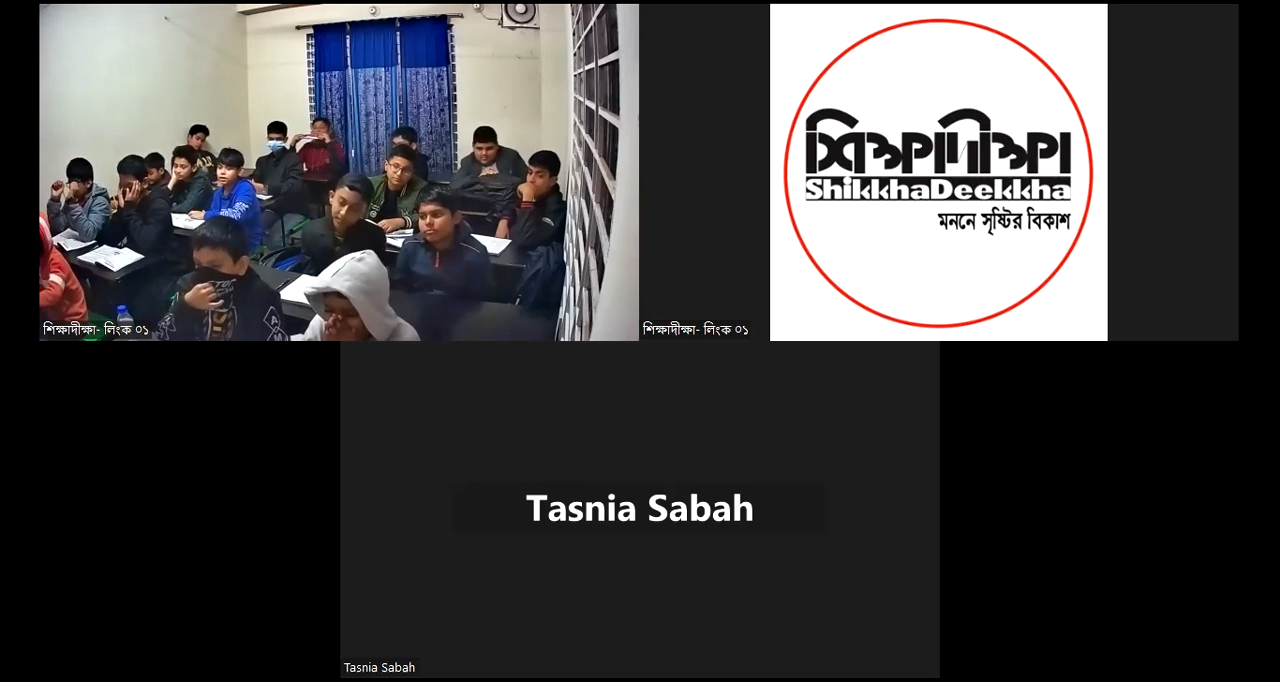 শিক্ষাদীক্ষা- লিংক ০১
শিক্ষাদীক্ষা- লিংক ০১
শিক্ষাদীক্ষা
ShikkhaDeekkha
মননে সৃষ্টির বিকাশ
Tasnia Sabah
Tasnia Sabah